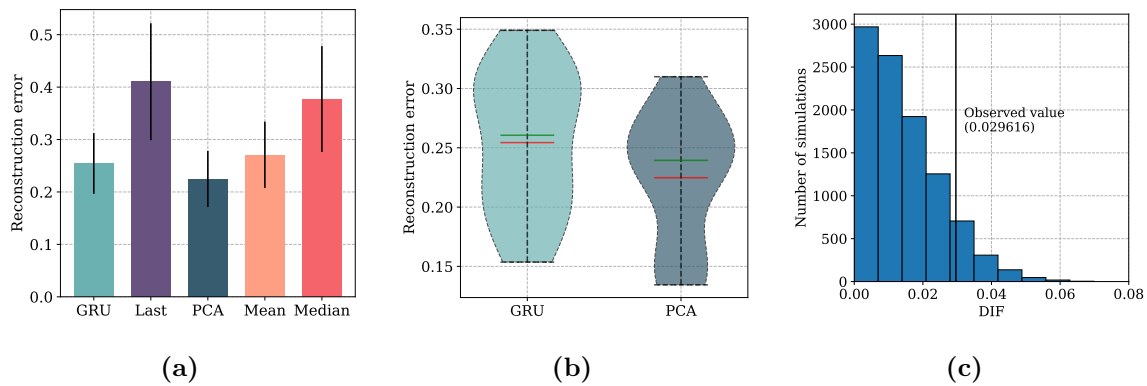 Reconstruction error
0.5
0.4
0.3
0.2
0.1
0.0
GRU Last PCA Mean Median
(a)
Reconstruction error
0.35
0.30
0.25
0.20
0.15
GRU PCA
(b)
Number of simulations
3000
2500
2000
1500
1000
500
0
Observed value
(0.029616)
0.00 0.02 0.04 0.06 0.08
DIF
(c)